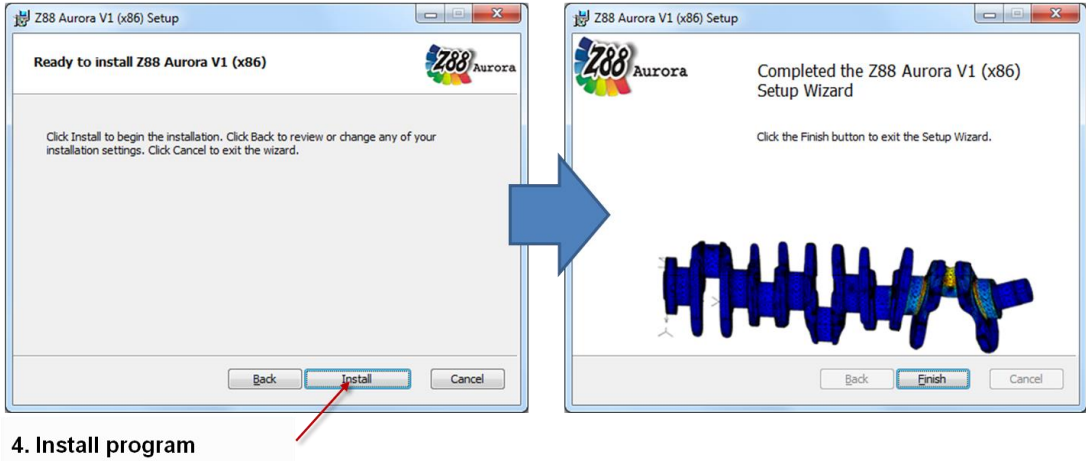 Z88 Aurora V1 (x86) Setup
Ready to install Z88 Aurora V1 (x86)
Z88 Aurora
Click Install to begin the installation. Click Back to review or change any of your
installation settings. Click Cancel to exit the wizard.
Back
Install
Cancel
4. Install program
Z88 Aurora V1 (x86) Setup
Z88 Aurora
Completed the Z88 Aurora V1 (x86)
Setup Wizard
Click the Finish button to exit the Setup Wizard.
Back
Finish
Cancel